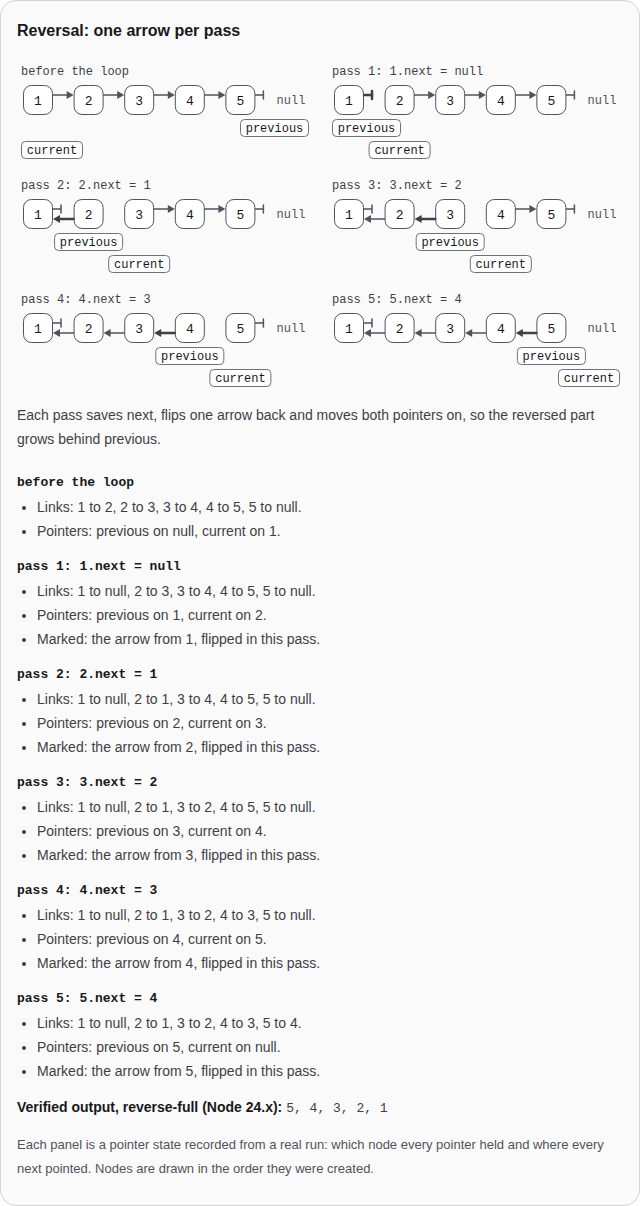 Reversal: one arrow per pass
before the loop
1 2 3 4 5 null
previous
current
pass 1: 1.next = null
1 2 3 4 5 null
previous
current
pass 2: 2.next = 1
1 2 3 4 5 null
previous
current
pass 3: 3.next = 2
1 2 3 4 5 null
previous
current
pass 4: 4.next = 3
1 2 3 4 5 null
previous
current
pass 5: 5.next = 4
1 2 3 4 5 null
previous
current
Each pass saves next, flips one arrow back and moves both pointers on, so the reversed part
grows behind previous.
before the loop
• Links: 1 to 2, 2 to 3, 3 to 4, 4 to 5, 5 to null.
• Pointers: previous on null, current on 1.
pass 1: 1.next = null
• Links: 1 to null, 2 to 3, 3 to 4, 4 to 5, 5 to null.
• Pointers: previous on 1, current on 2.
• Marked: the arrow from 1, flipped in this pass.
pass 2: 2.next = 1
• Links: 1 to null, 2 to 1, 3 to 4, 4 to 5, 5 to null.
• Pointers: previous on 2, current on 3.
• Marked: the arrow from 2, flipped in this pass.
pass 3: 3.next = 2
• Links: 1 to null, 2 to 1, 3 to 2, 4 to 5, 5 to null.
• Pointers: previous on 3, current on 4.
• Marked: the arrow from 3, flipped in this pass.
pass 4: 4.next = 3
• Links: 1 to null, 2 to 1, 3 to 2, 4 to 3, 5 to null.
• Pointers: previous on 4, current on 5.
• Marked: the arrow from 4, flipped in this pass.
pass 5: 5.next = 4
• Links: 1 to null, 2 to 1, 3 to 2, 4 to 3, 5 to 4.
• Pointers: previous on 5, current on null.
• Marked: the arrow from 5, flipped in this pass.
Verified output, reverse-full (Node 24.x): 5, 4, 3, 2, 1
Each panel is a pointer state recorded from a real run: which node every pointer held and where every
next pointed. Nodes are drawn in the order they were created.